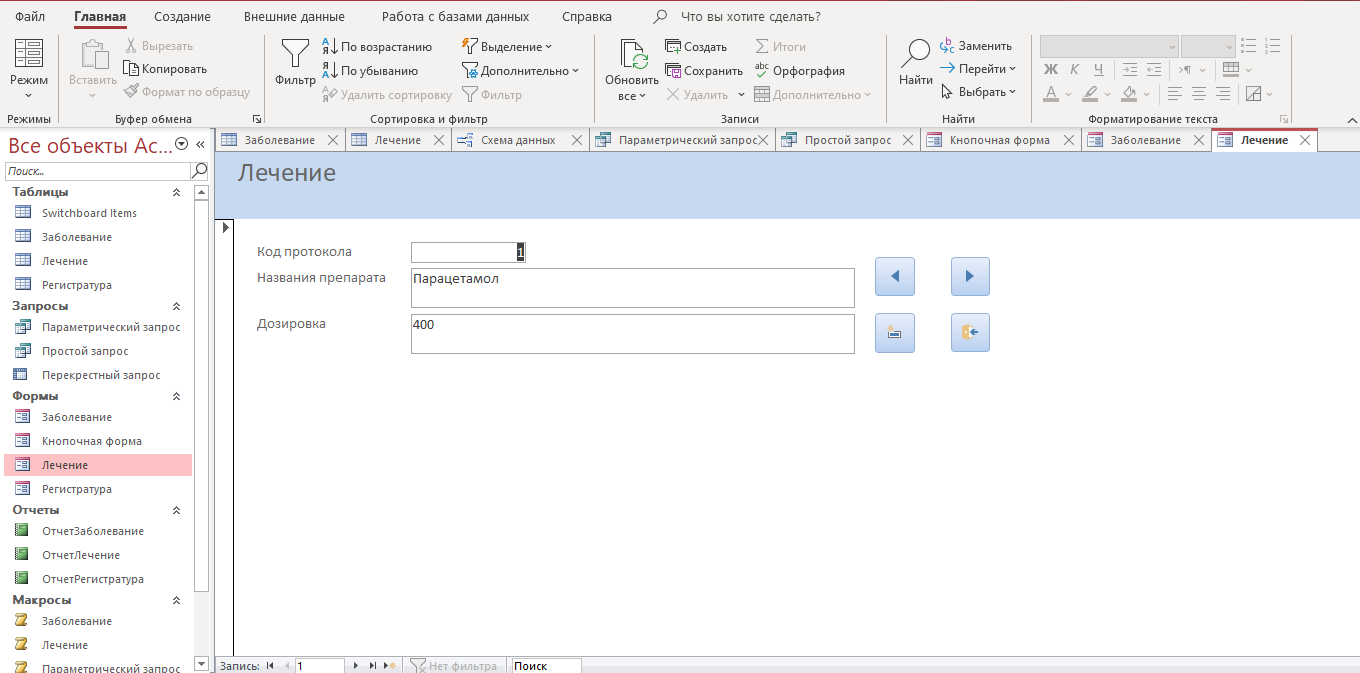 Файл Главная Создание Внешние данные Работа с базами данных Справка Что вы хотите сделать?
Режим
Режимы
Вставить
Вырезать
Копировать
Формат по образцу
Буфер обмена
Фильтр
По возрастанию
По убыванию
Удалить сортировку
Выделение
Дополнительно
Фильтр
Сортировка и фильтр
Обновить
все
Создать
Сохранить
Удалить
Итоги
Орфография
Дополнительно
Записи
Найти
Заменить
Перейти
Выбрать
Найти
Ж К Ч
А
Форматирование текста
Все объекты Ac...
Поиск...
Таблицы
Switchboard Items
Заболевание
Лечение
Регистратура
Запросы
Параметрический запрос
Простой запрос
Перекрестный запрос
Формы
Заболевание
Кнопочная форма
Лечение
Регистратура
Отчеты
ОтчетЗаболевание
ОтчетЛечение
ОтчетРегистратура
Макросы
Заболевание
Лечение
Параметрический запрос
Заболевание Лечение Схема данных Параметрический запрос Простой запрос Кнопочная форма Заболевание Лечение
Лечение
Код протокола 1
Названия препарата Парацетамол
Дозировка 400
Запись: 1 Нет фильтра Поиск